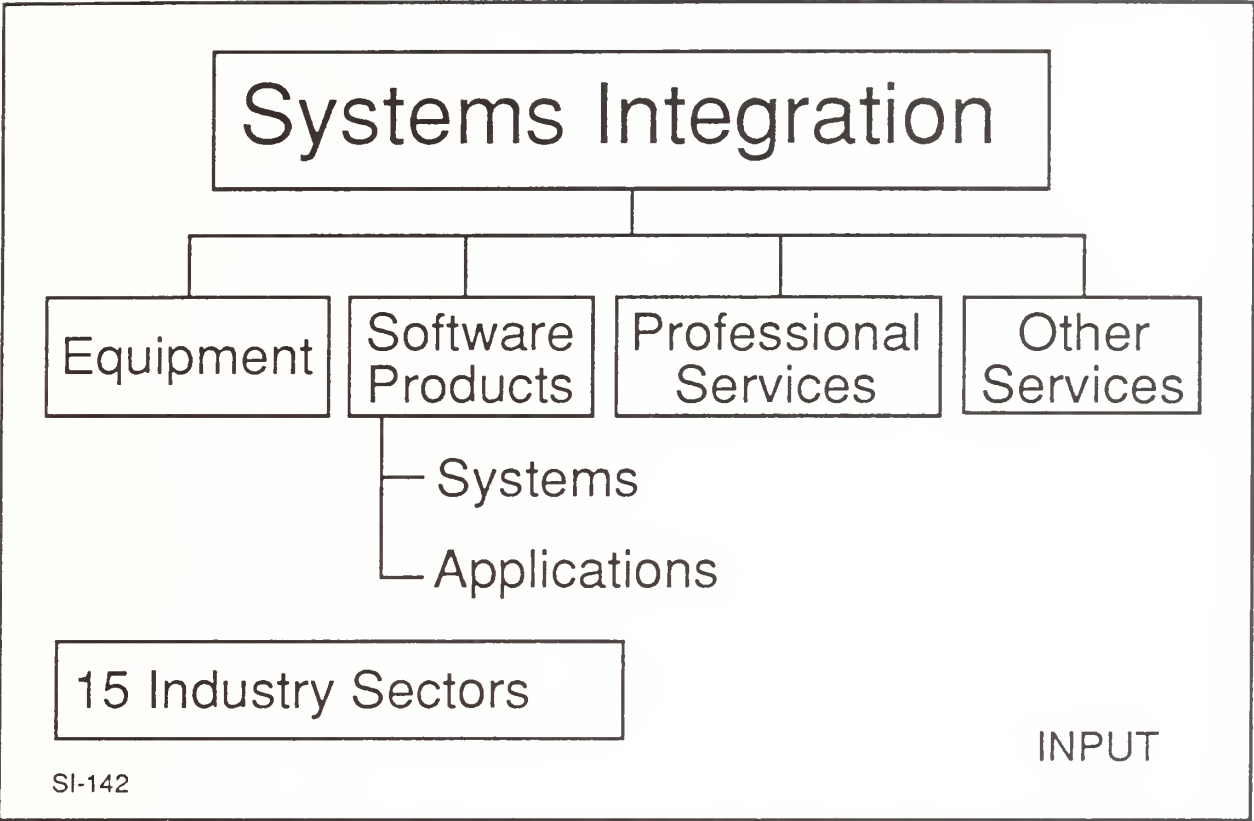 Systems Integration
Equipment
Software
Products
Professional
Services
Other
Services
Systems
Applications
15 Industry Sectors
INPUT
SI-142